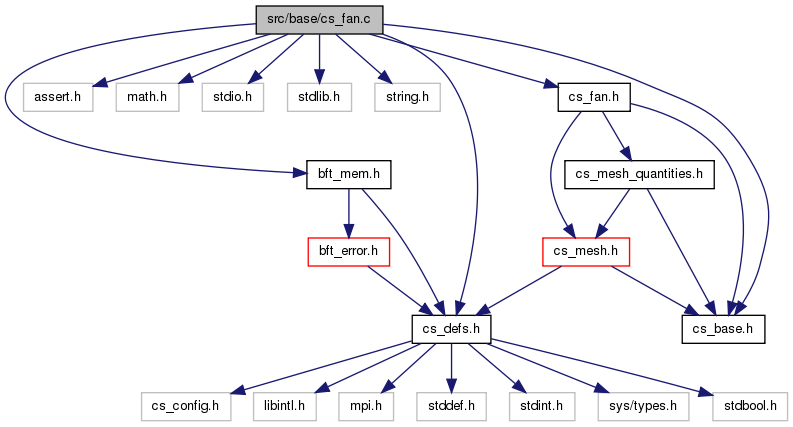 src/base/cs_fan.c
assert.h
math.h
stdio.h
stdlib.h
string.h
cs_fan.h
bft_mem.h
cs_mesh_quantities.h
bft_error.h
cs_mesh.h
cs_defs.h
cs_base.h
cs_config.h
libintl.h
mpi.h
stddef.h
stdint.h
sys/types.h
stdbool.h